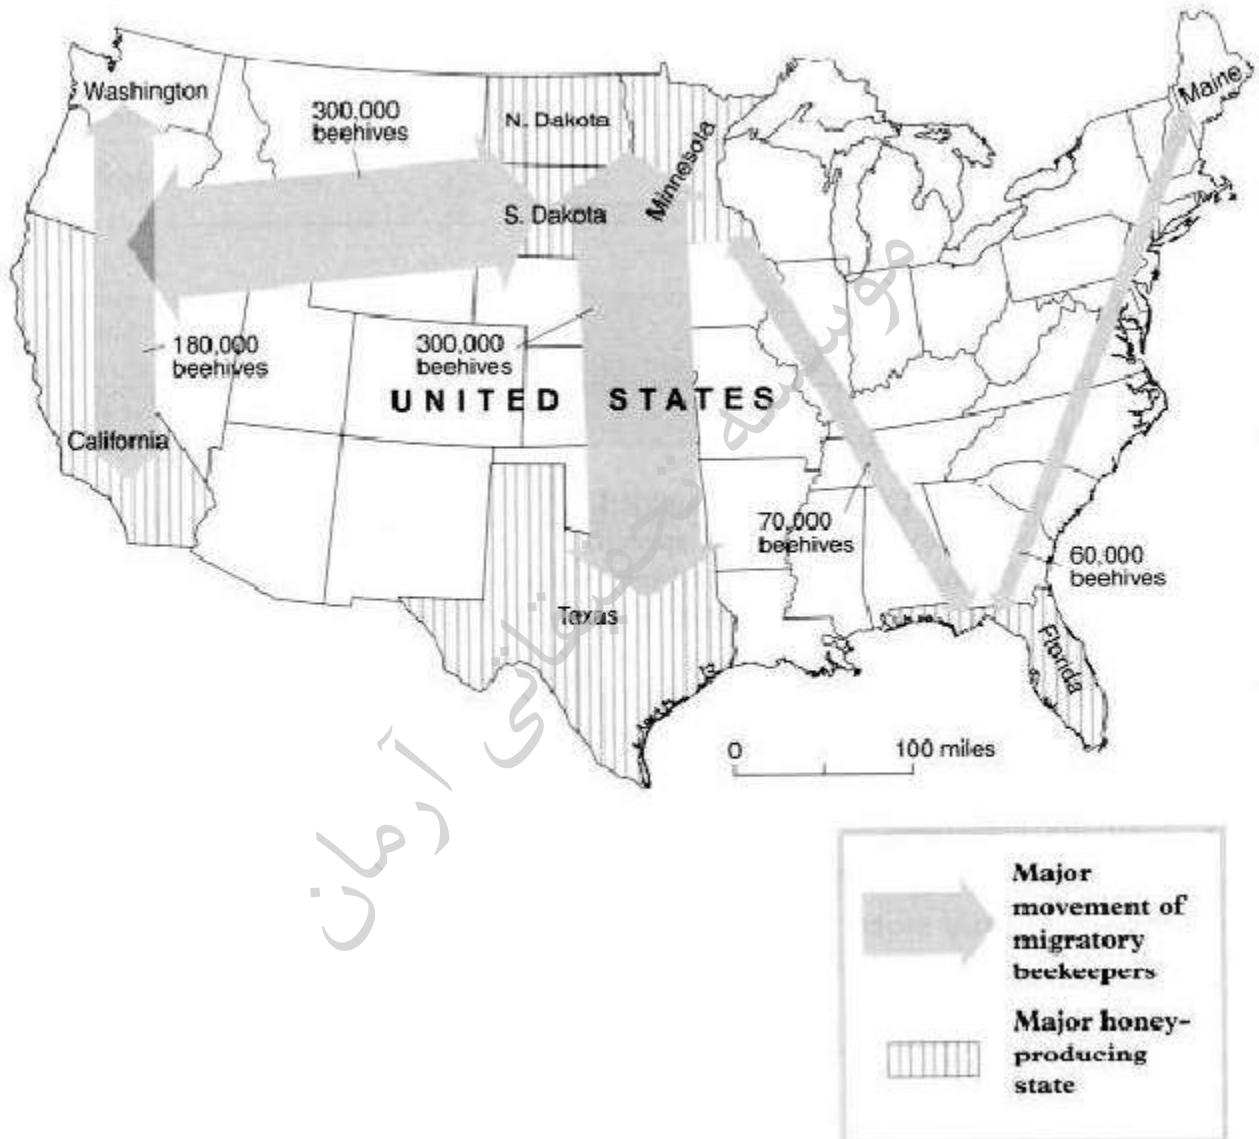 Washington
300,000
beehives
N. Dakota
Minnesota
Maine
S. Dakota
180,000
beehives
300,000
beehives
UNITED STATES
California
70,000
beehives
60,000
beehives
Texas
Florida
0 100 miles
موسسه تحقیقاتی آرمان
Major
movement of
migratory
beekeepers
Major honey-
producing
state